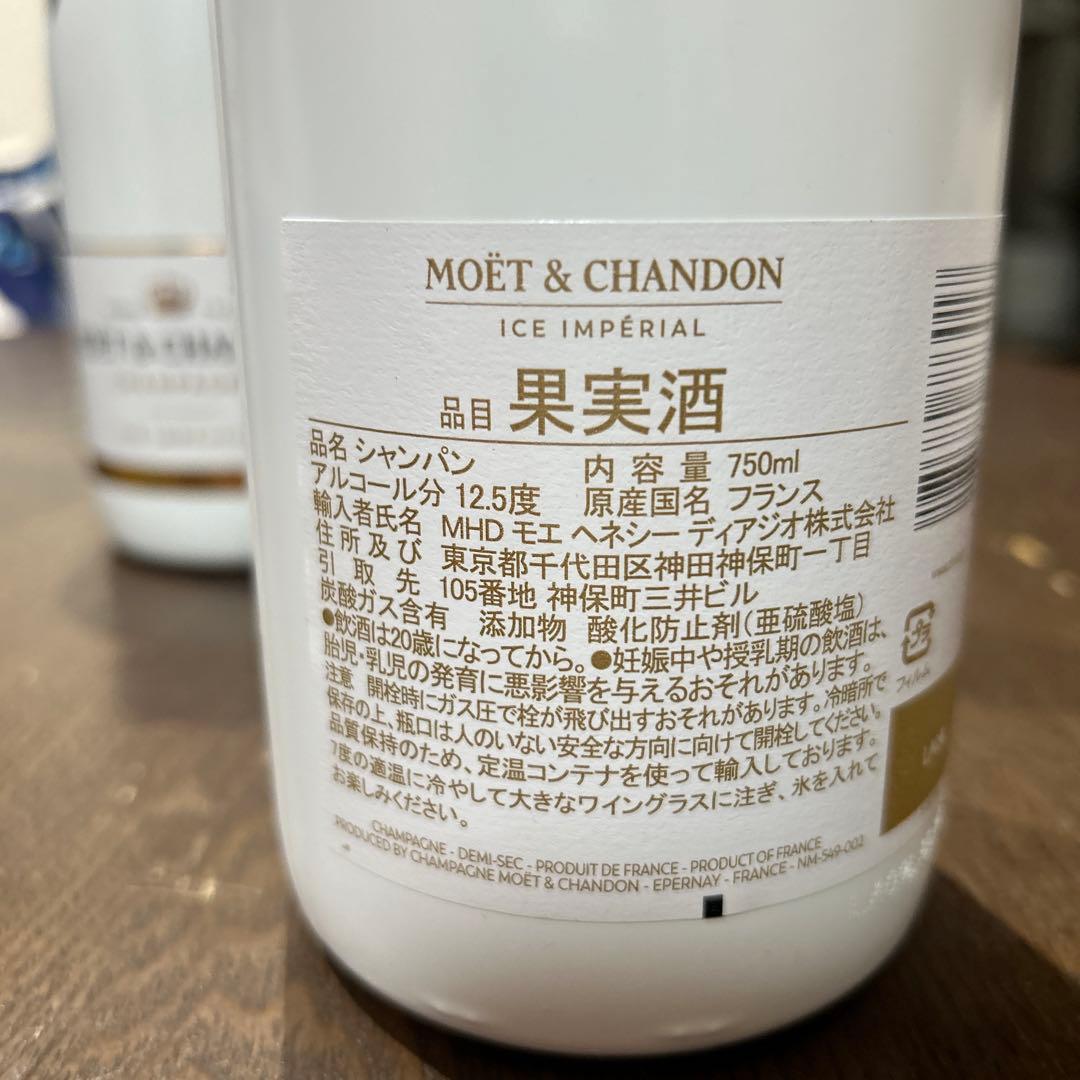 MOËT & CHANDON
ICE IMPÉRIAL
品目 果実酒
品名 シャンパン 内容量 750ml
アルコール分 12.5度 原産国名 フランス
輸入者氏名 MHD モエ ヘネシー ディアジオ株式会社
住所及び 東京都千代田区神田神保町一丁目
引取先 105番地 神保町三井ビル
炭酸ガス含有 添加物 酸化防止剤(亜硫酸塩)
●飲酒は20歳になってから。●妊娠中や授乳期の飲酒は、
胎児・乳児の発育に悪影響を与えるおそれがあります。
注意 開栓時にガス圧で栓が飛び出すおそれがあります。冷暗所で
保存の上、瓶口は人のいない安全な方向に向けて開栓してください。
品質保持のため、定温コンテナを使って輸入しております。
7度の適温に冷やして大きなワイングラスに注ぎ、氷を入れて
お楽しみください。
CHAMPAGNE - DEMI-SEC - PRODUIT DE FRANCE - PRODUCT OF FRANCE
PRODUCED BY CHAMPAGNE MOËT & CHANDON - EPERNAY - FRANCE - NM-549-002
プラ
フィルム